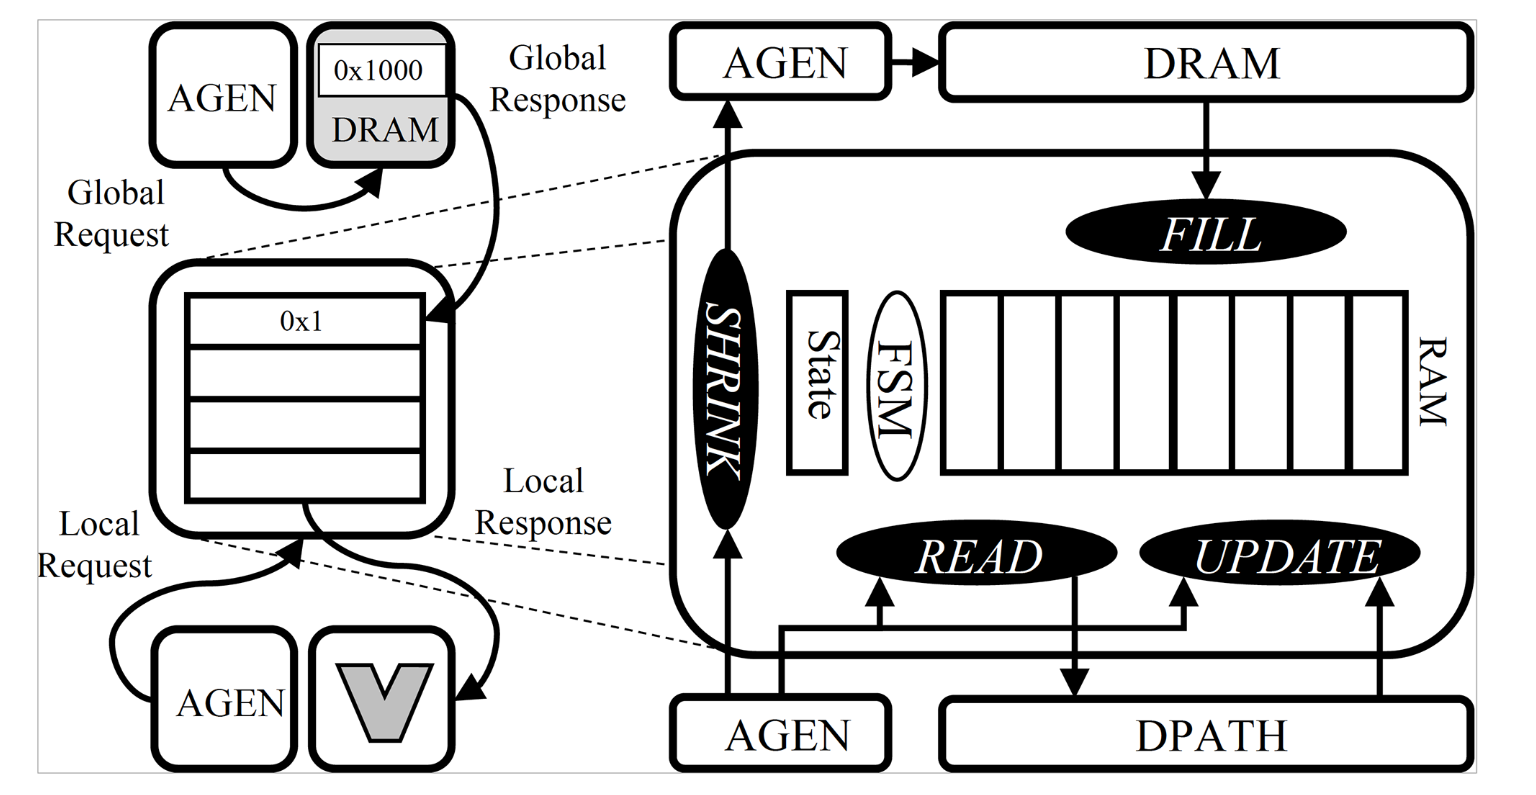 AGEN
0x1000
DRAM
Global
Response
Global
Request
0x1
Local
Response
Local
Request
AGEN
AGEN
DRAM
FILL
SHRINK
State
FSM
RAM
READ
UPDATE
AGEN
DPATH